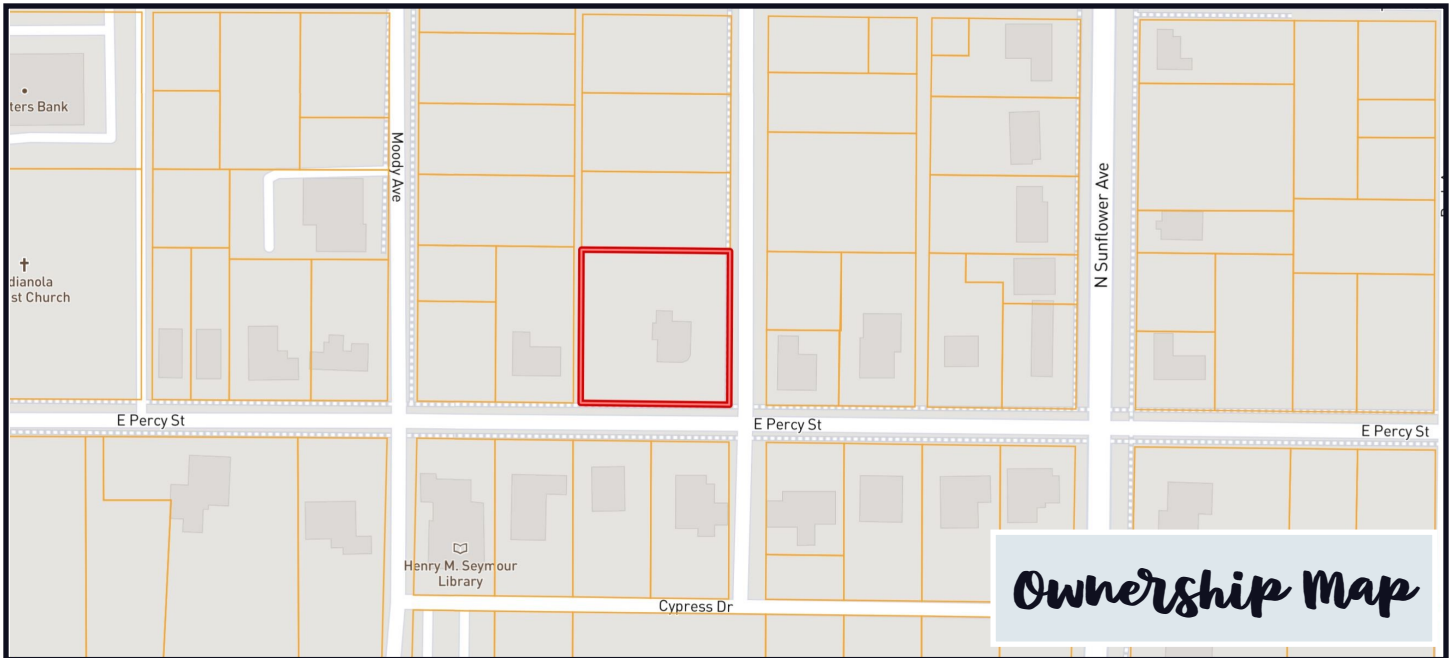 ters Bank
Moody Ave
N Sunflower Ave
dianola
st Church
E Percy St
E Percy St
E Percy St
Henry M. Seymour
Library
Cypress Dr
Ownership Map